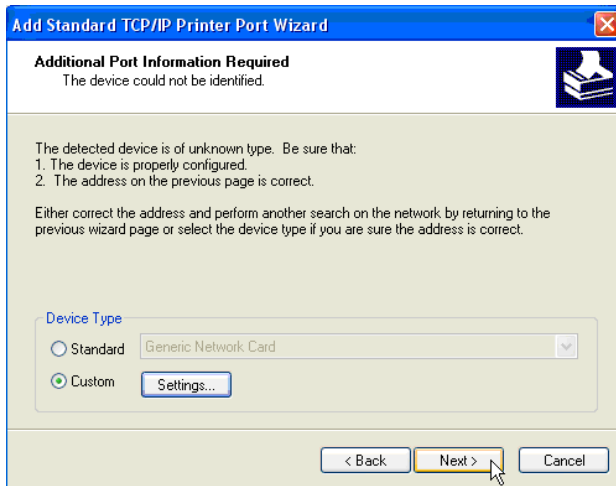 Add Standard TCP/IP Printer Port Wizard
Additional Port Information Required
The device could not be identified.
The detected device is of unknown type.  Be sure that:
1. The device is properly configured.
2.  The address on the previous page is correct.
Either correct the address and perform another search on the network by returning to the
previous wizard page or select the device type if you are sure the address is correct.
Device Type
Standard
Generic Network Card
Custom
Settings...
< Back
Next >
Cancel